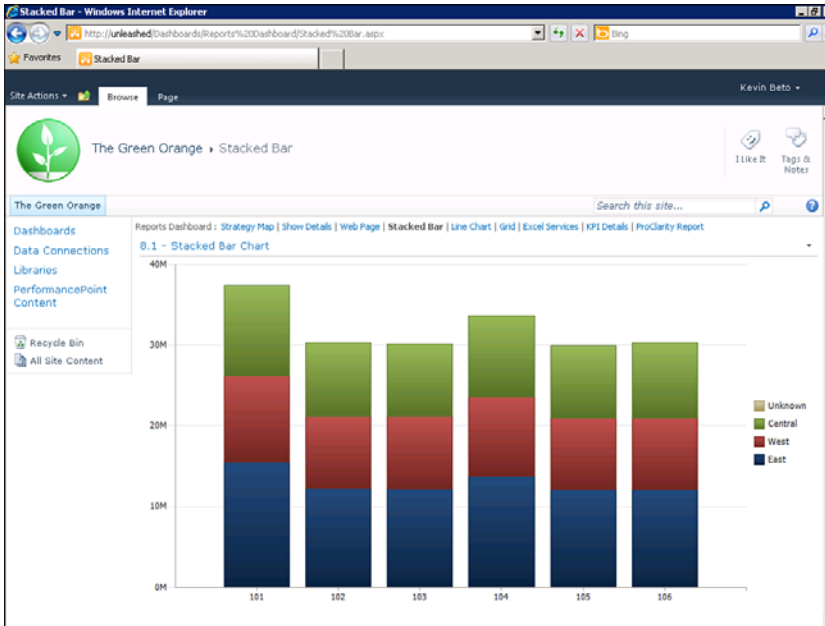 Stacked Bar - Windows Internet Explorer
http://unleashed/Dashboards/Reports%20Dashboard/Stacked%20Bar.aspx
Bing
Favorites
Stacked Bar
Kevin Beto
Site Actions
Browse
Page
The Green Orange
Stacked Bar
I Like It
Tags & Notes
The Green Orange
Search this site...
Dashboards
Data Connections
Libraries
PerformancePoint
Content
Recycle Bin
All Site Content
Reports Dashboard : Strategy Map | Show Details | Web Page | Stacked Bar | Line Chart | Grid | Excel Services | KPI Details | ProClarity Report
8.1 - Stacked Bar Chart
40M
30M
20M
10M
0M
101 102 103 104 105 106
Unknown
Central
West
East